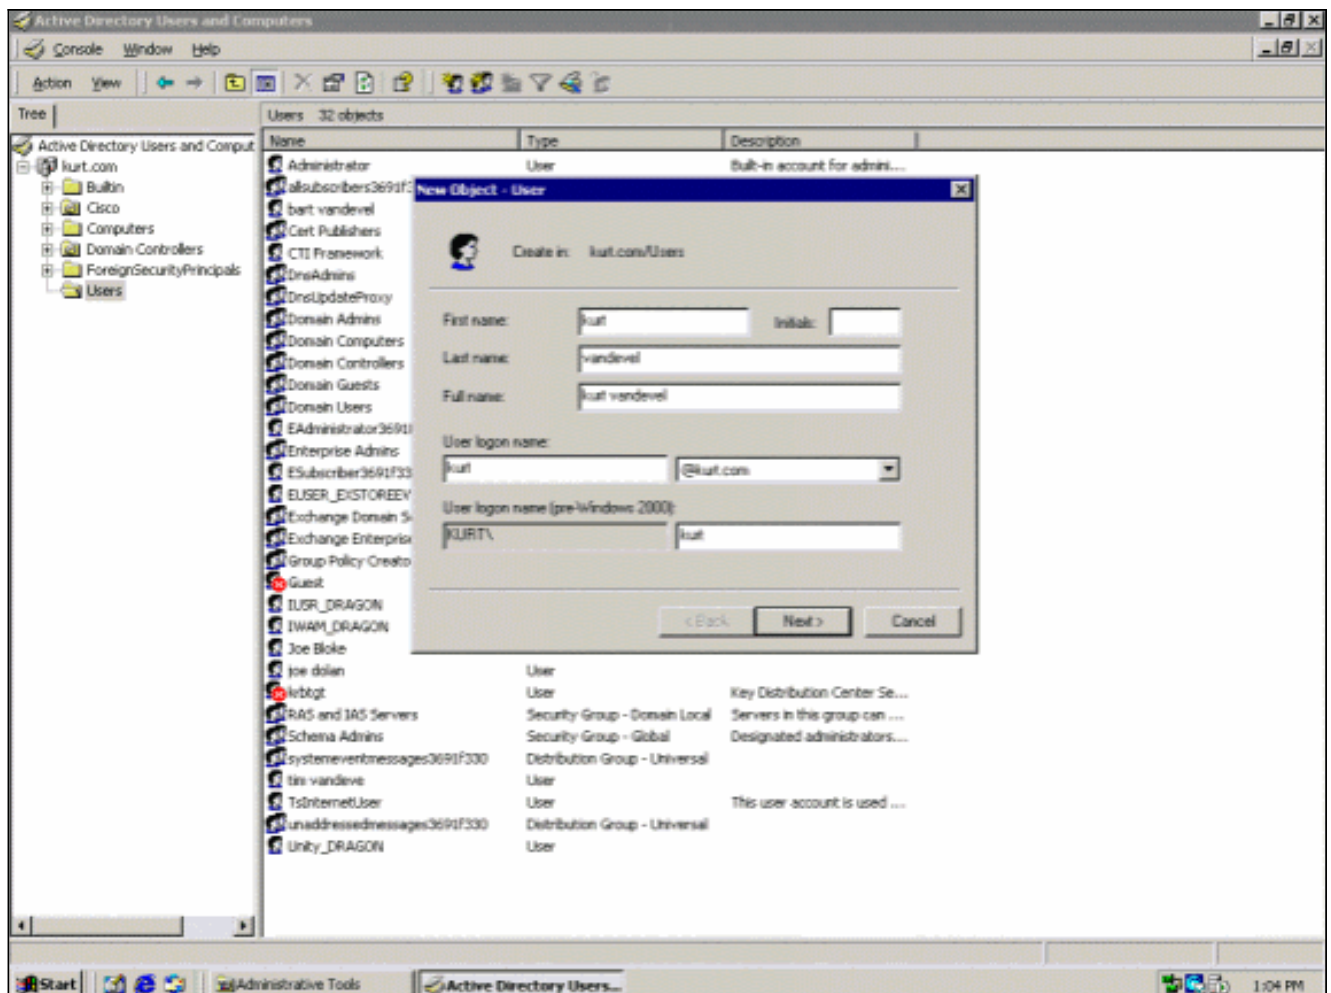 Active Directory Users and Computers
Console Window Help
Action View
Tree
Users 32 objects
Active Directory Users and Comput
kurt.com
Builtin
Cisco
Computers
Domain Controllers
ForeignSecurityPrincipals
Users
Name Type Description
Administrator User Built-in account for admini....
allsubscribers3691f3
bart vandevel
Cert Publishers
CTI Framework
DnsAdmins
DnsUpdateProxy
Domain Admins
Domain Computers
Domain Controllers
Domain Guests
Domain Users
EAdministrator3691
Enterprise Admins
ESubscriber3691f33
EUSER_EXSTOREEV
Exchange Domain S
Exchange Enterprise
Group Policy Creato
Guest
IUSR_DRAGON
IWAM_DRAGON
Joe Bloke
joe dolan User
krbtgt User Key Distribution Center Se...
RAS and IAS Servers Security Group - Domain Local Servers in this group can ...
Schema Admins Security Group - Global Designated administrators....
systemeventmessages3691f330 Distribution Group - Universal
tim vandeve User
TsInternetUser User This user account is used ....
unaddressedmessages3691f330 Distribution Group - Universal
Unity_DRAGON User
New Object - User
Create in: kurt.com/Users
First name: kurt Initials:
Last name: vandevel
Full name: kurt vandevel
User logon name:
kurt @kurt.com
User logon name (pre-Windows 2000):
KURT\ kurt
< Back Next > Cancel
Start Administrative Tools Active Directory Users... 1:04 PM